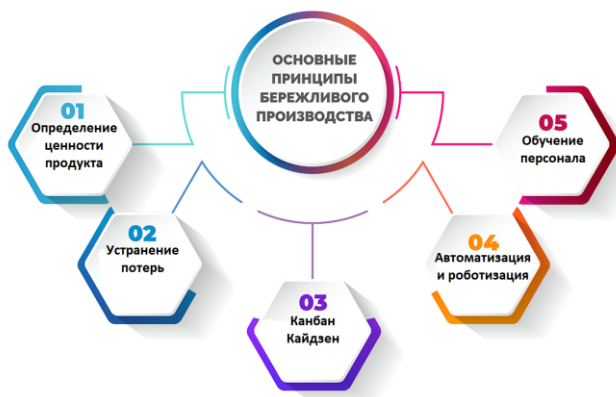 ОСНОВНЫЕ
ПРИНЦИПЫ
БЕРЕЖЛИВОГО
ПРОИЗВОДСТВА
01
Определение
ценности
продукта
02
Устранение
потерь
03
Канбан
Кайдзен
04
Автоматизация
и роботизация
05
Обучение
персонала